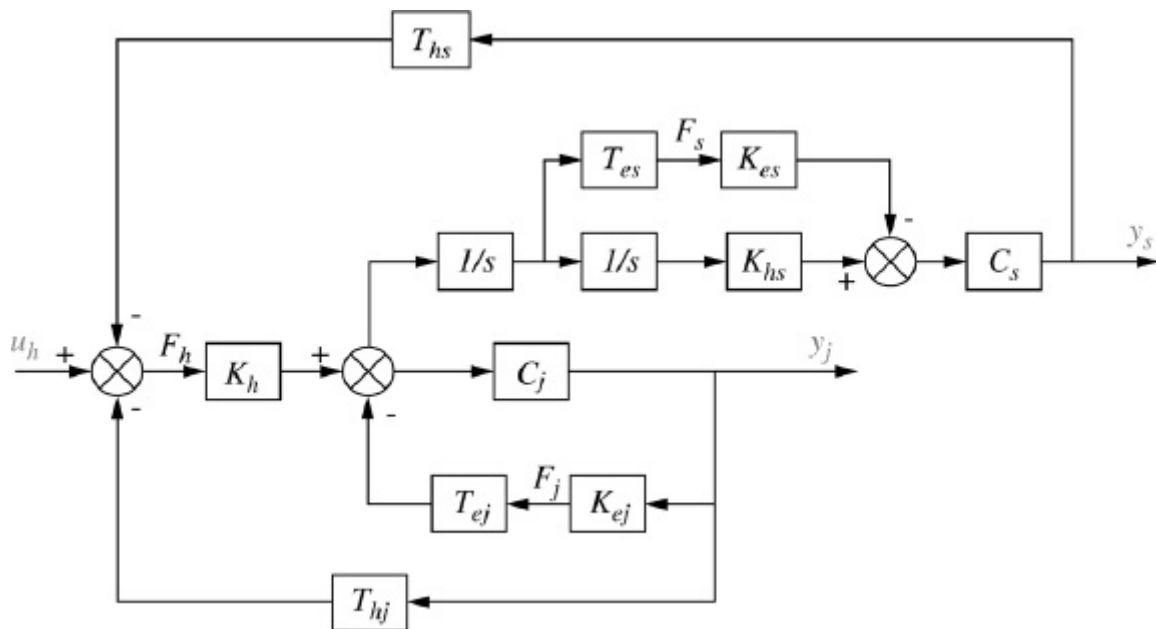 T_hs
F_s
T_es
K_es
-
1/s
1/s
K_hs
+
C_s
y_s
-
u_h
+
F_h
K_h
+
C_j
y_j
-
-
T_ej
F_j
K_ej
T_hj